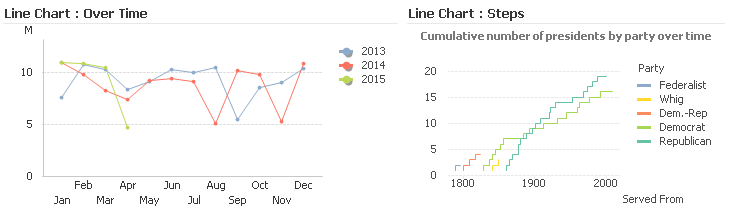 Line Chart : Over Time
M
10
5
0
Jan Feb Mar Apr May Jun Jul Aug Sep Oct Nov Dec
2013
2014
2015
Line Chart : Steps
Cumulative number of presidents by party over time
20
15
10
5
0
1800 1900 2000
Served From
Party
Federalist
Whig
Dem.-Rep
Democrat
Republican